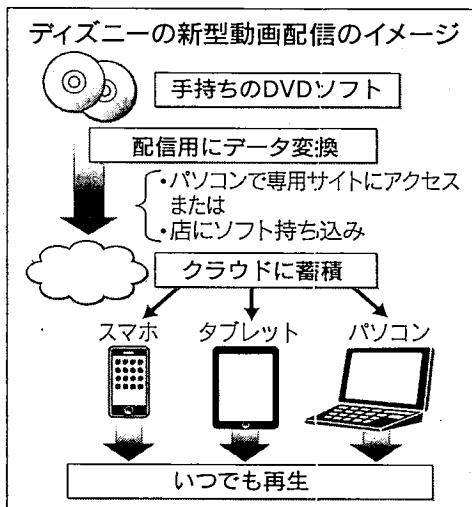 ディズニーの新型動画配信のイメージ
手持ちのDVDソフト
配信用にデータ変換
・パソコンで専用サイトにアクセス
または
・店にソフト持ち込み
クラウドに蓄積
スマホ
タブレット
パソコン
いつでも再生